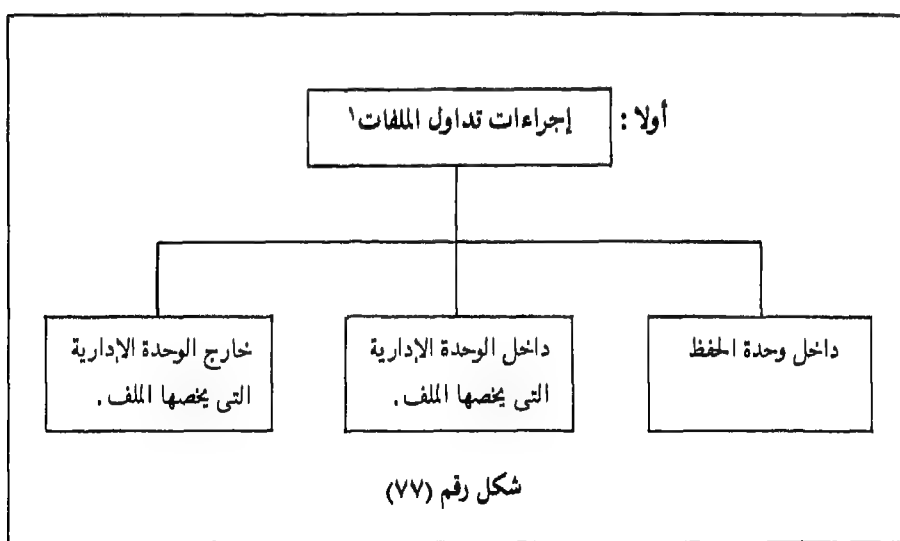 أولا : إجراءات تداول الملفات١
داخل وحدة الحفظ
داخل الوحدة الإدارية
التى يخصها الملف .
خارج الوحدة الإدارية
التى يخصها الملف .
شكل رقم (٧٧)